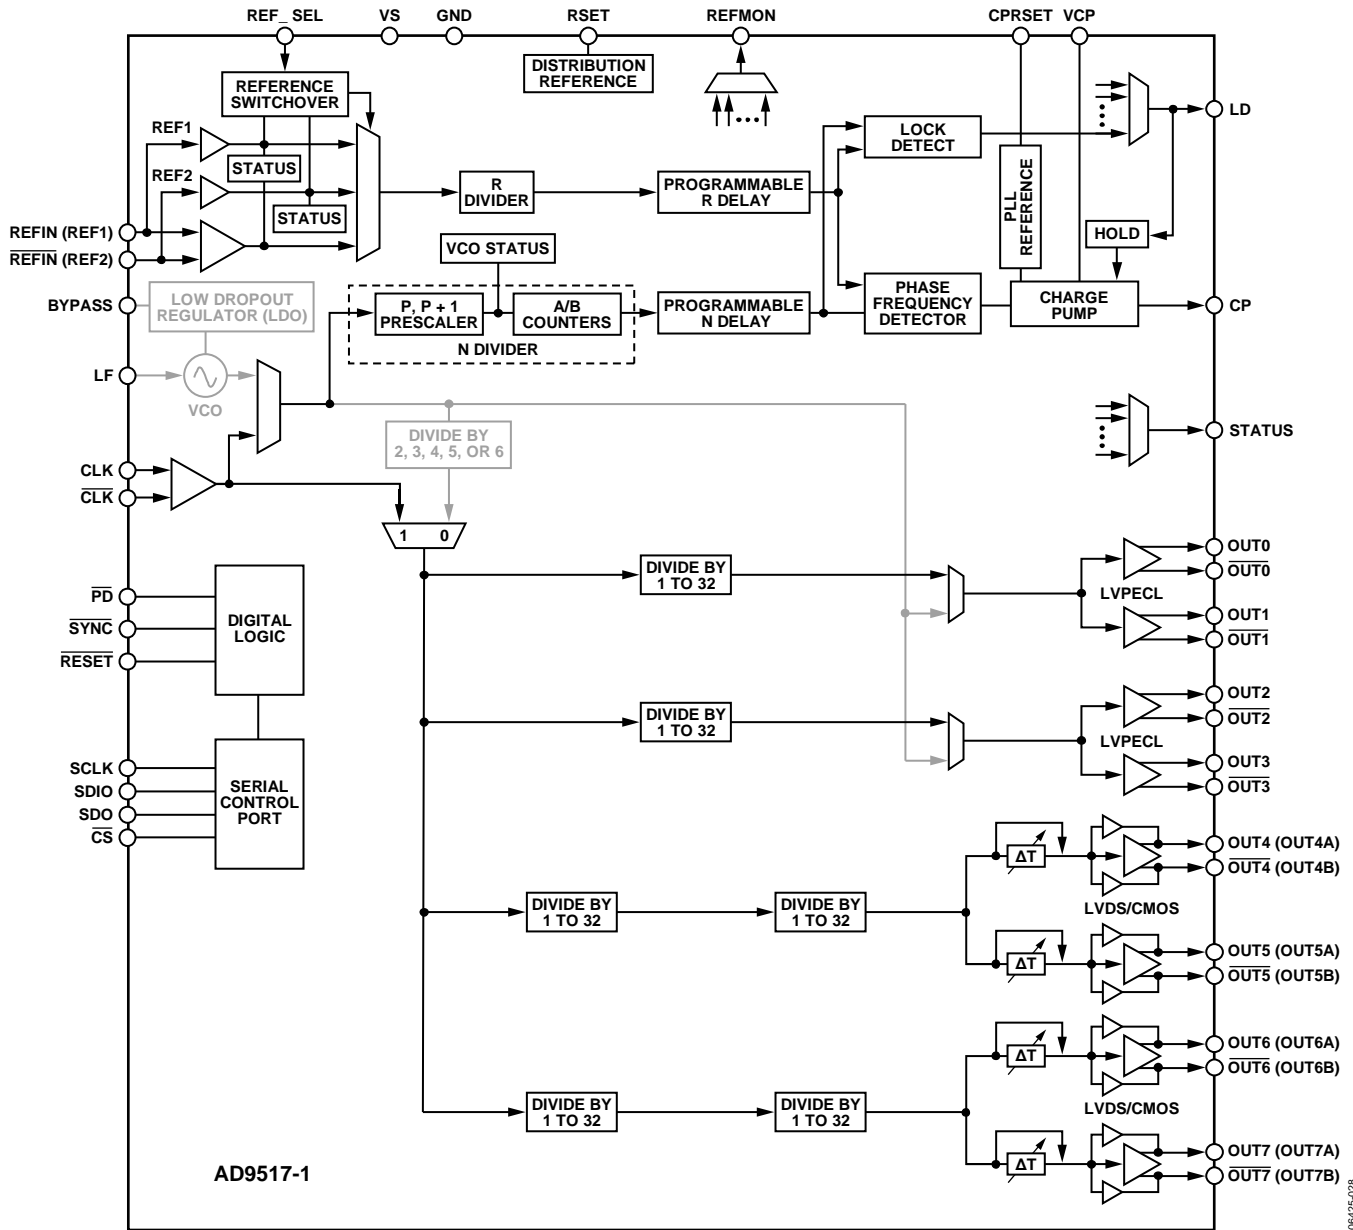 REF_ SEL
VS
GND
RSET
REFMON
CPRSET
VCP
DISTRIBUTION
REFERENCE
REFERENCE
SWITCHOVER
REF1
STATUS
REF2
STATUS
R
DIVIDER
PROGRAMMABLE
R DELAY
LOCK
DETECT
LD
PLL
REFERENCE
HOLD
REFIN (REF1)
REFIN (REF2)
VCO STATUS
BYPASS
LOW DROPOUT
REGULATOR (LDO)
P, P + 1
PRESCALER
A/B
COUNTERS
N DIVIDER
PROGRAMMABLE
N DELAY
PHASE
FREQUENCY
DETECTOR
CHARGE
PUMP
CP
LF
VCO
DIVIDE BY
2, 3, 4, 5, OR 6
STATUS
CLK
CLK
1 0
DIVIDE BY
1 TO 32
OUT0
OUT0
LVPECL
OUT1
OUT1
PD
SYNC
RESET
DIGITAL
LOGIC
DIVIDE BY
1 TO 32
OUT2
OUT2
LVPECL
OUT3
OUT3
SCLK
SDIO
SDO
CS
SERIAL
CONTROL
PORT
ΔT
OUT4 (OUT4A)
OUT4 (OUT4B)
DIVIDE BY
1 TO 32
DIVIDE BY
1 TO 32
LVDS/CMOS
ΔT
OUT5 (OUT5A)
OUT5 (OUT5B)
ΔT
OUT6 (OUT6A)
OUT6 (OUT6B)
DIVIDE BY
1 TO 32
DIVIDE BY
1 TO 32
LVDS/CMOS
ΔT
OUT7 (OUT7A)
OUT7 (OUT7B)
AD9517-1
06425-028